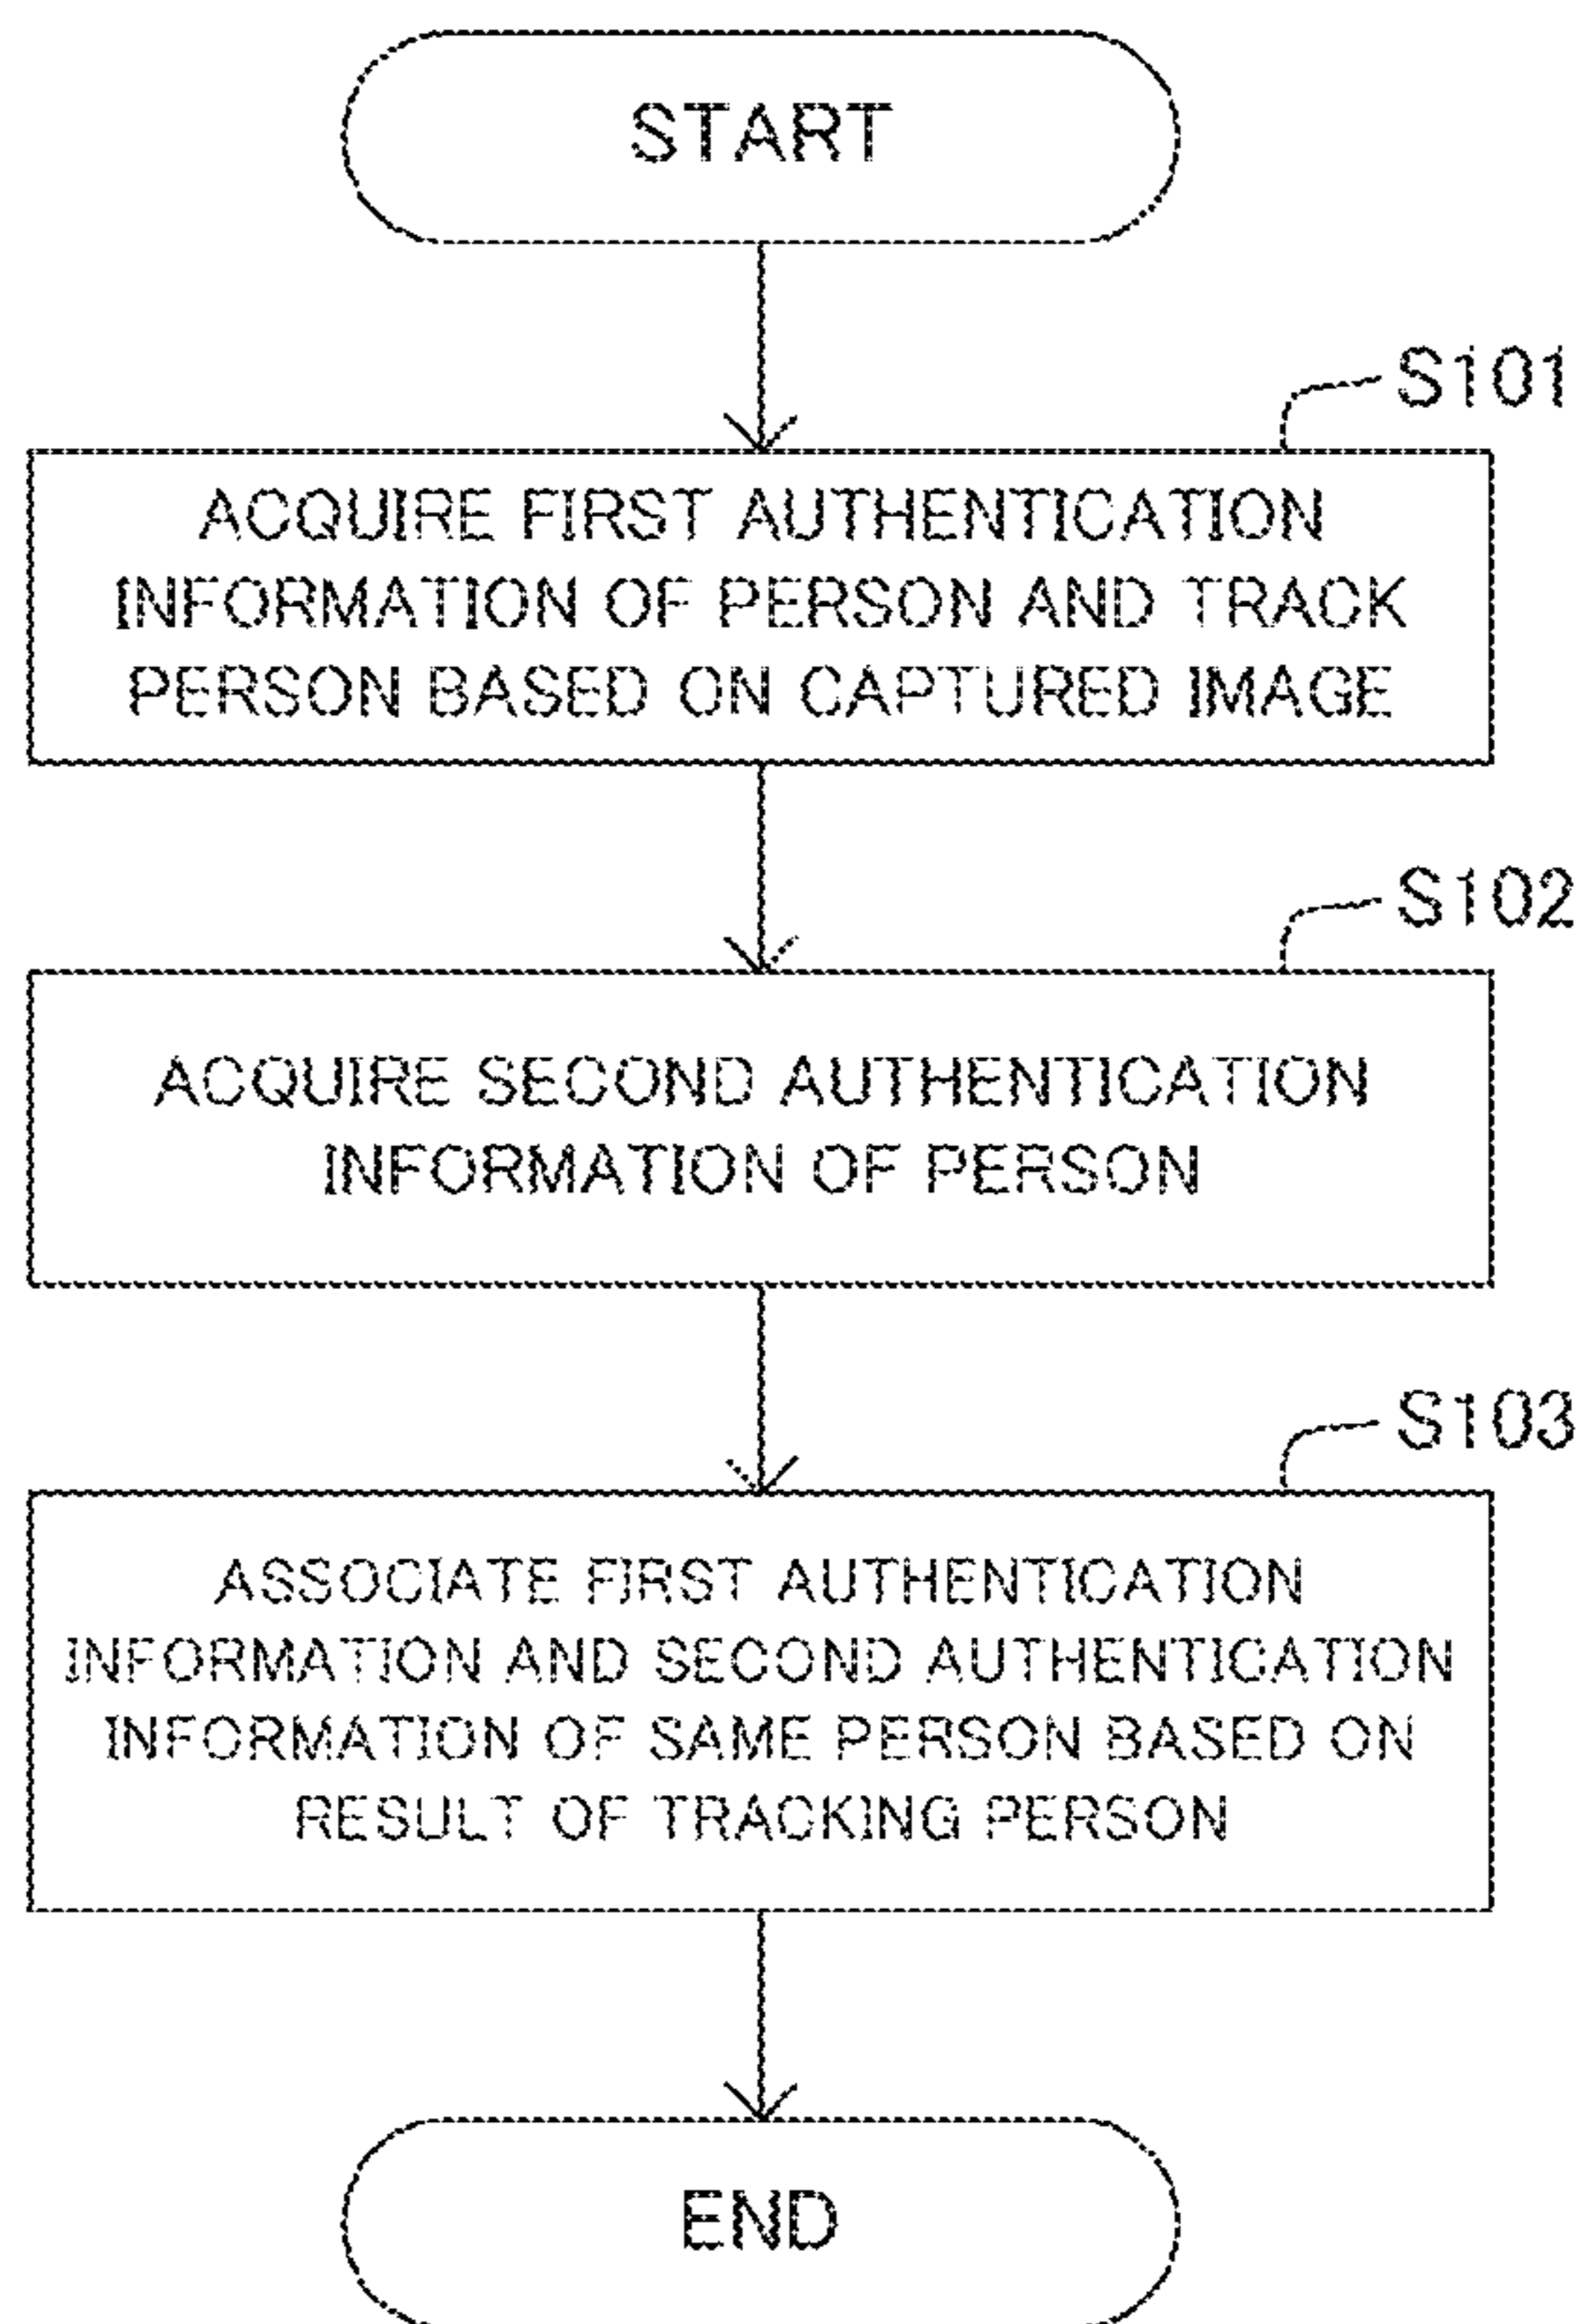 START
S101
ACQUIRE FIRST AUTHENTICATION
INFORMATION OF PERSON AND TRACK
PERSON BASED ON CAPTURED IMAGE
S102
ACQUIRE SECOND AUTHENTICATION
INFORMATION OF PERSON
S103
ASSOCIATE FIRST AUTHENTICATION
INFORMATION AND SECOND AUTHENTICATION
INFORMATION OF SAME PERSON BASED ON
RESULT OF TRACKING PERSON
END